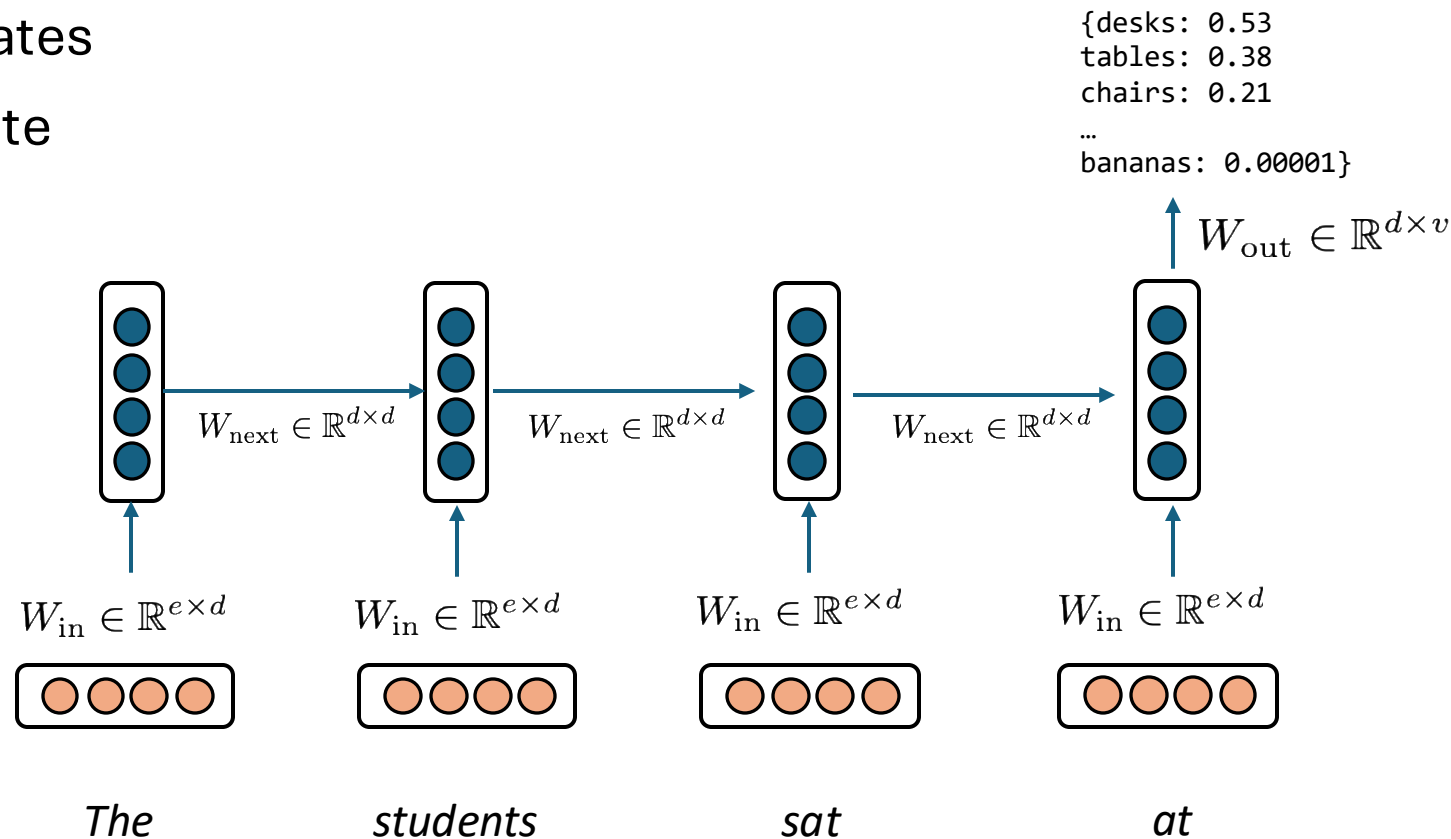 ates
te
{desks: 0.53
tables: 0.38
chairs: 0.21
…
bananas: 0.00001}
W_out ∈ ℝ^{d×v}
W_next ∈ ℝ^{d×d}
W_next ∈ ℝ^{d×d}
W_next ∈ ℝ^{d×d}
W_in ∈ ℝ^{e×d}
W_in ∈ ℝ^{e×d}
W_in ∈ ℝ^{e×d}
W_in ∈ ℝ^{e×d}
The
students
sat
at